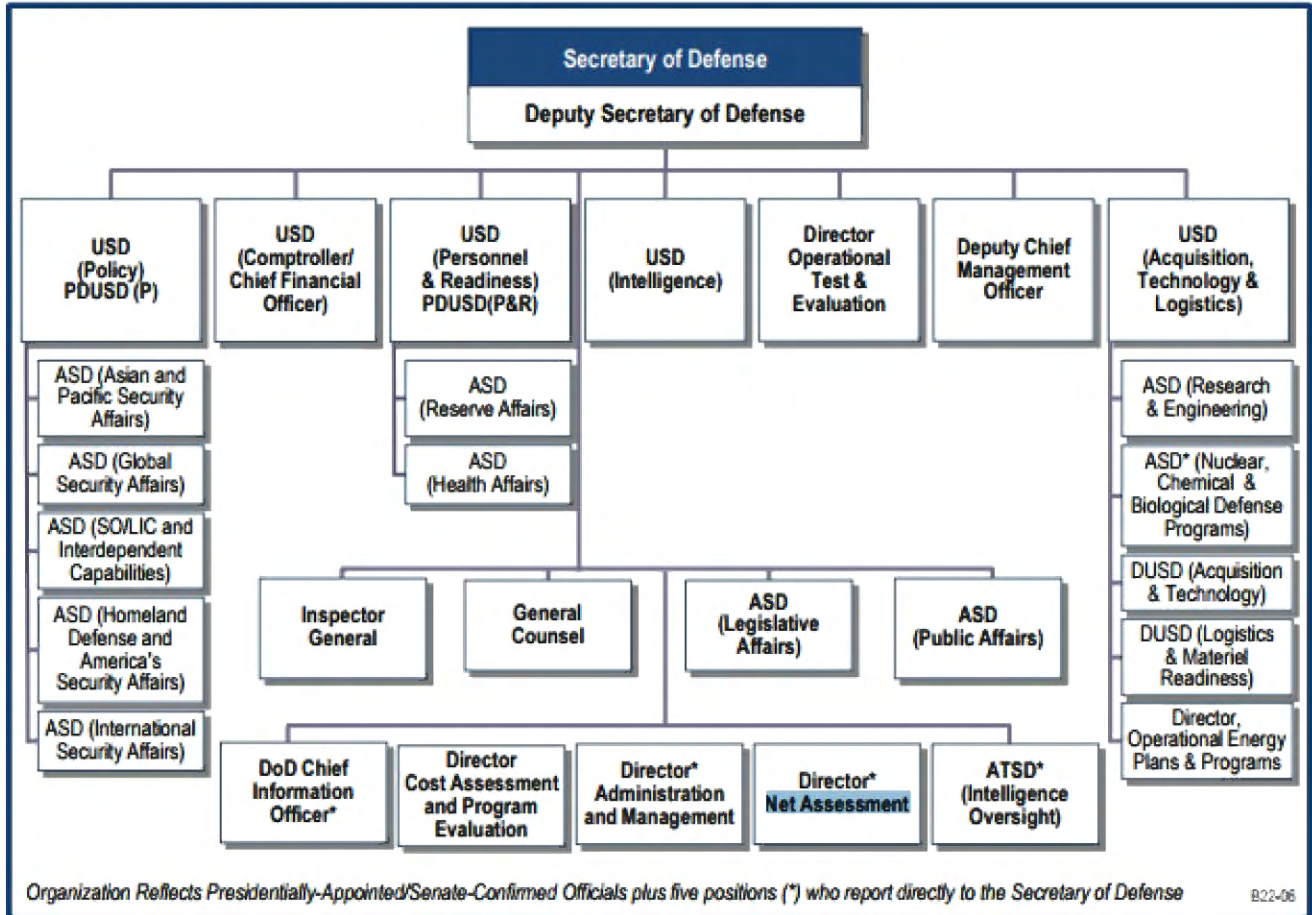 Secretary of Defense
Deputy Secretary of Defense
USD
(Policy)
PDUSD (P)
USD
(Comptroller/
Chief Financial
Officer)
USD
(Personnel
& Readiness)
PDUSD(P&R)
USD
(Intelligence)
Director
Operational
Test &
Evaluation
Deputy Chief
Management
Officer
USD
(Acquisition,
Technology &
Logistics)
ASD (Asian and
Pacific Security
Affairs)
ASD (Global
Security Affairs)
ASD (SO/LIC and
Interdependent
Capabilities)
ASD (Homeland
Defense and
America's
Security Affairs)
ASD (International
Security Affairs)
ASD
(Reserve Affairs)
ASD
(Health Affairs)
ASD (Research
& Engineering)
ASD* (Nuclear,
Chemical &
Biological Defense
Programs)
DUSD (Acquisition
& Technology)
DUSD (Logistics
& Materiel
Readiness)
Director,
Operational Energy
Plans & Programs
Inspector
General
General
Counsel
ASD
(Legislative
Affairs)
ASD
(Public Affairs)
DoD Chief
Information
Officer*
Director
Cost Assessment
and Program
Evaluation
Director*
Administration
and Management
Director*
Net Assessment
ATSD*
(Intelligence
Oversight)
Organization Reflects Presidentially-Appointed/Senate-Confirmed Officials plus five positions (*) who report directly to the Secretary of Defense
B22-06